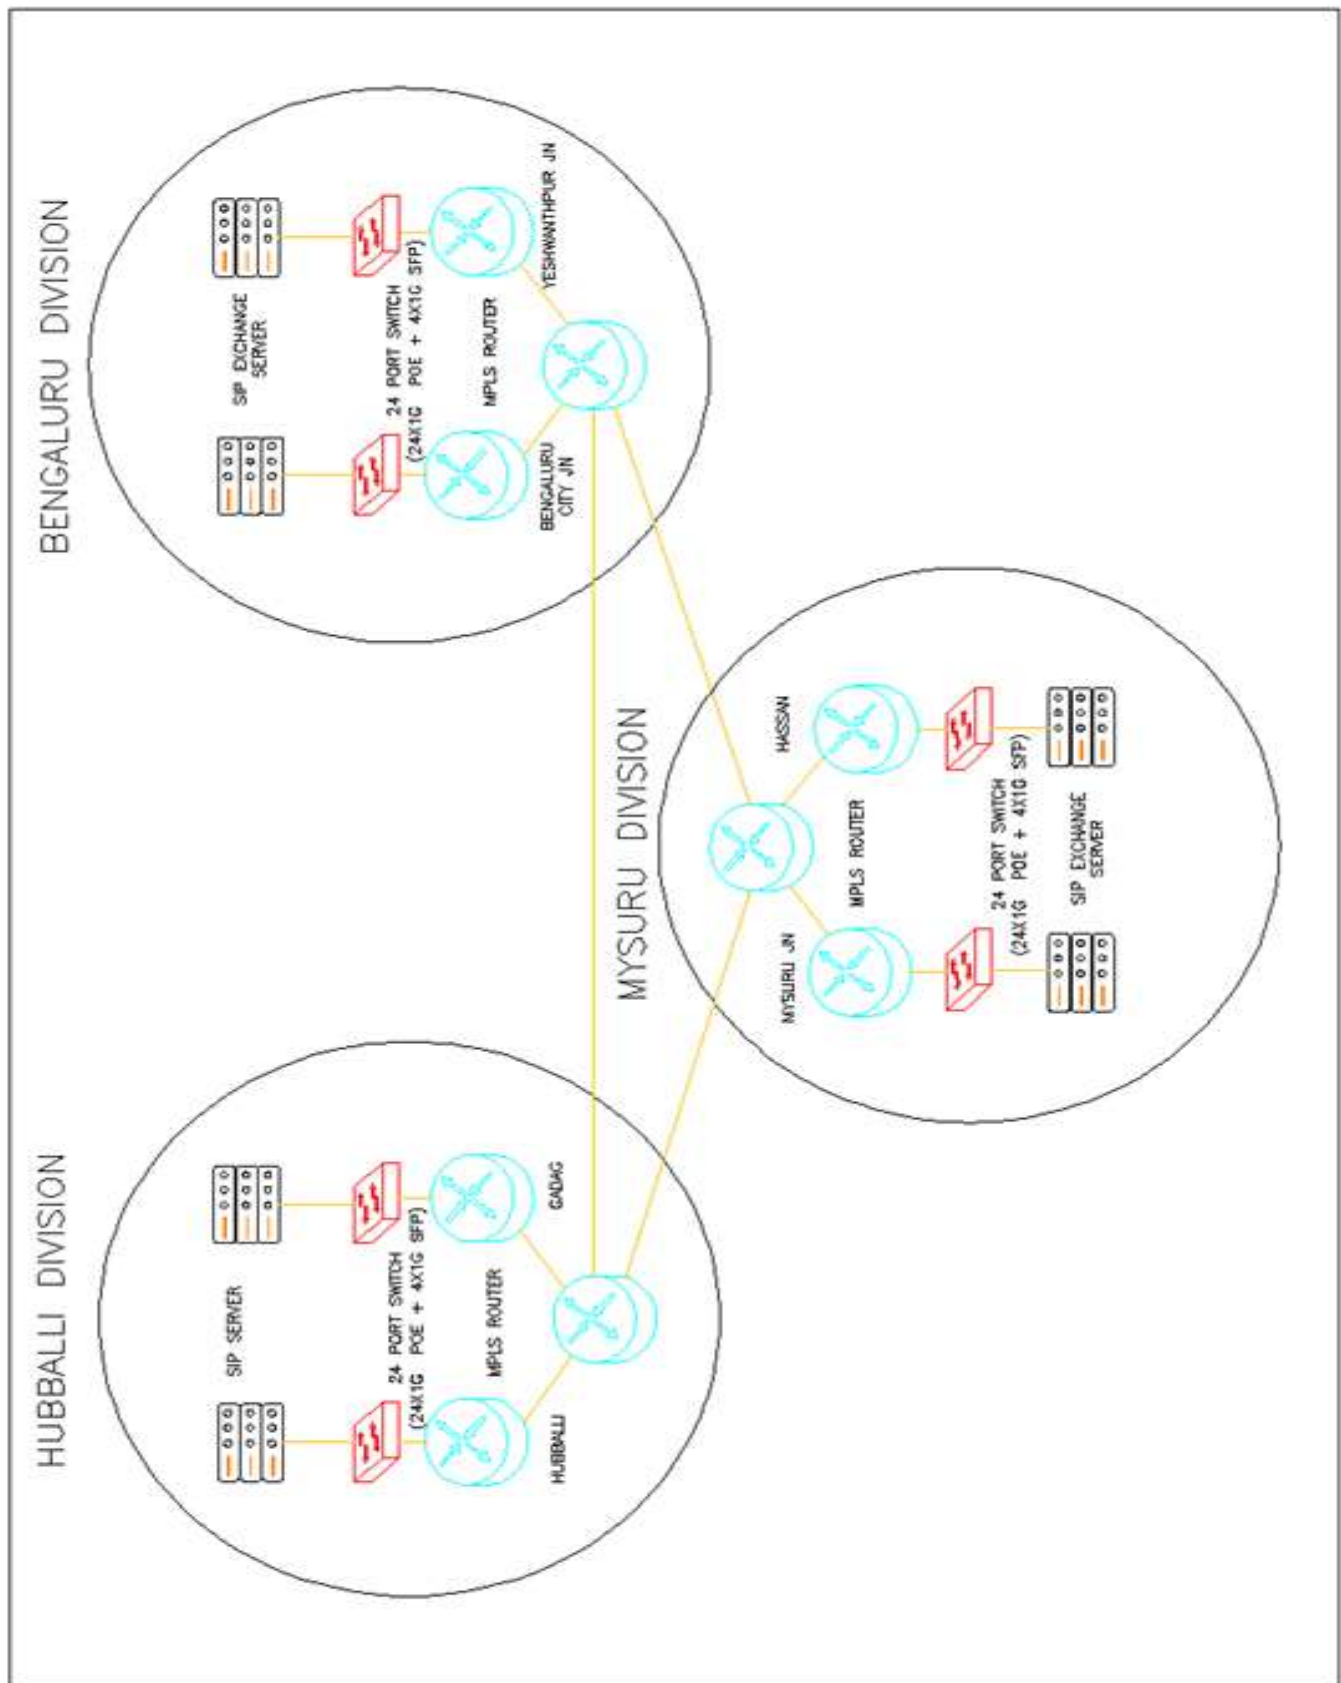 HUBBALLI DIVISION
SIP SERVER
24 PORT SWITCH
(24X1G POE + 4X1G SFP)
MPLS ROUTER
HUBBALLI
GADAG
BENGALURU DIVISION
SIP EXCHANGE
SERVER
24 PORT SWITCH
(24X1G POE + 4X1G SFP)
MPLS ROUTER
BENGALURU
CITY JN
YESHWANTHPUR JN
MYSURU DIVISION
MYSURU JN
HASSAN
MPLS ROUTER
24 PORT SWITCH
(24X1G POE + 4X1G SFP)
SIP EXCHANGE
SERVER